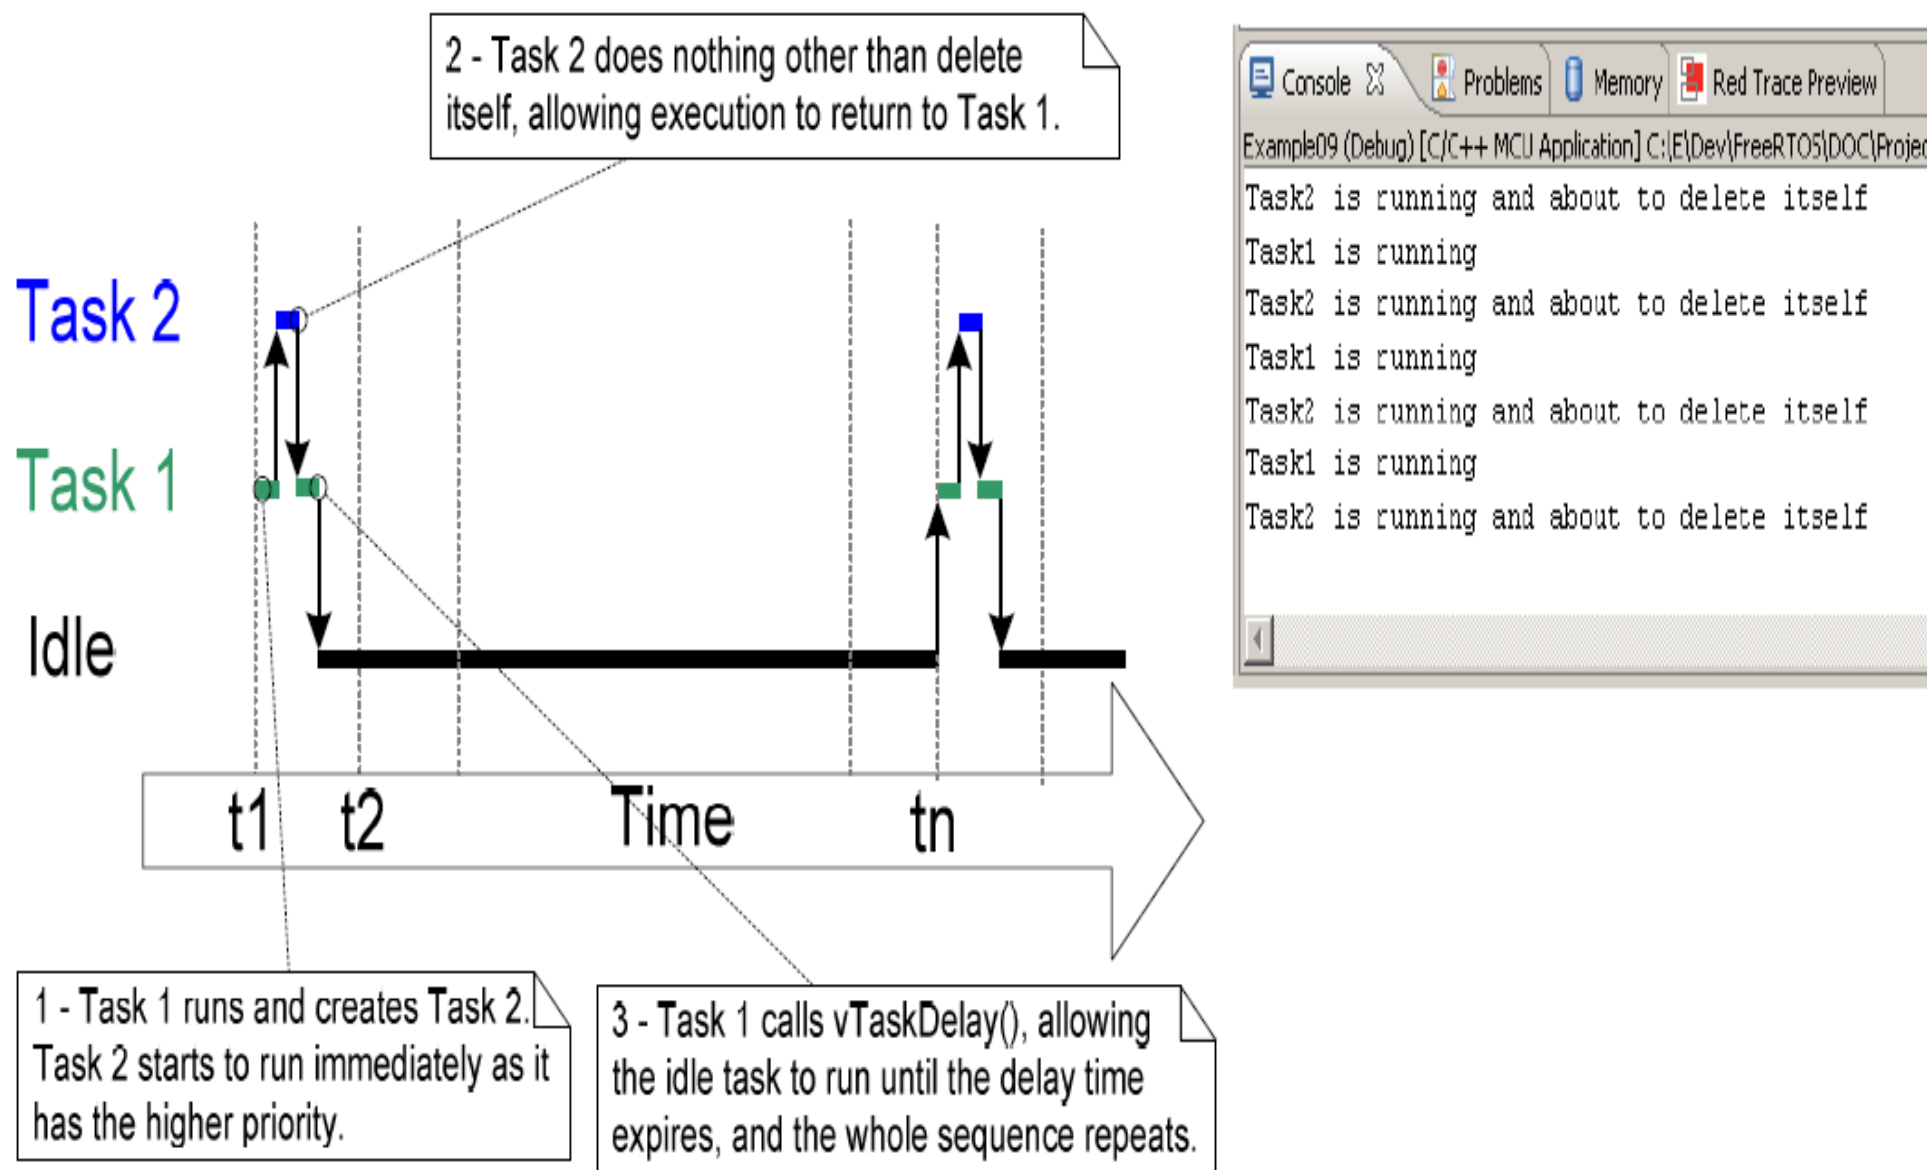 2 - Task 2 does nothing other than delete
itself, allowing execution to return to Task 1.
Task 2
Task 1
Idle
t1
t2
Time
tn
1 - Task 1 runs and creates Task 2.
Task 2 starts to run immediately as it
has the higher priority.
3 - Task 1 calls vTaskDelay(), allowing
the idle task to run until the delay time
expires, and the whole sequence repeats.
Console
Problems
Memory
Red Trace Preview
Example09 (Debug) [C/C++ MCU Application] C:\E\Dev\FreeRTOS\DOC\Projec
Task2 is running and about to delete itself
Task1 is running
Task2 is running and about to delete itself
Task1 is running
Task2 is running and about to delete itself
Task1 is running
Task2 is running and about to delete itself